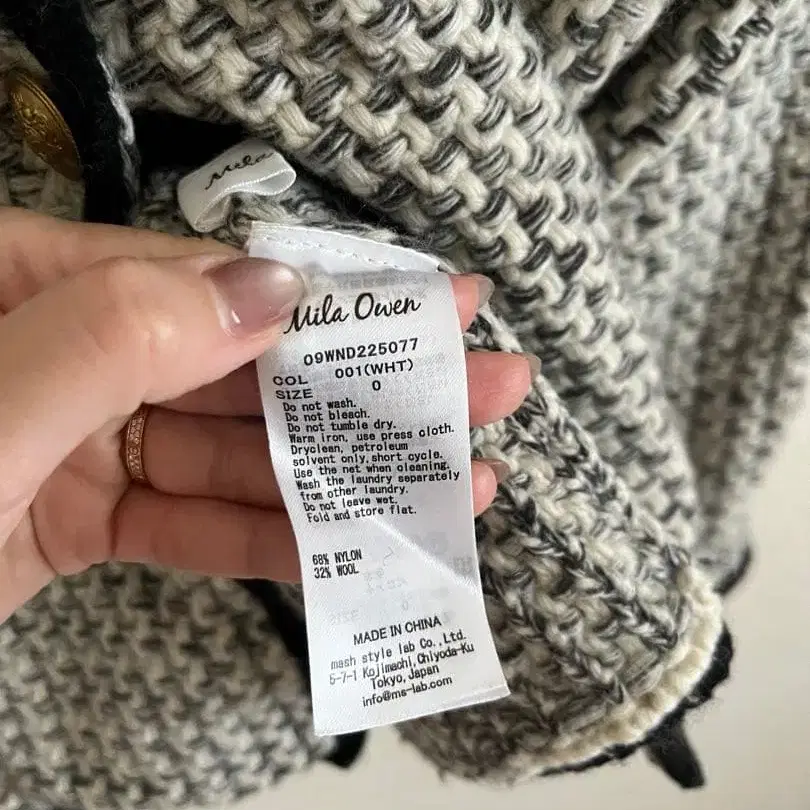 Mila
Mila Owen
09WND225077
COL 001(WHT)
SIZE 0
Do not wash.
Do not bleach.
Do not tumble dry.
Warm iron, use press cloth.
Dryclean, petroleum
solvent only, short cycle.
Use the net when cleaning.
Wash the laundry separately
from other laundry.
Do not leave wet.
Fold and store flat.
68% NYLON
32% WOOL
MADE IN CHINA
mash style lab Co., Ltd.
5-7-1 Kojimachi, Chiyoda-Ku
Tokyo, Japan
info@ms-lab.com